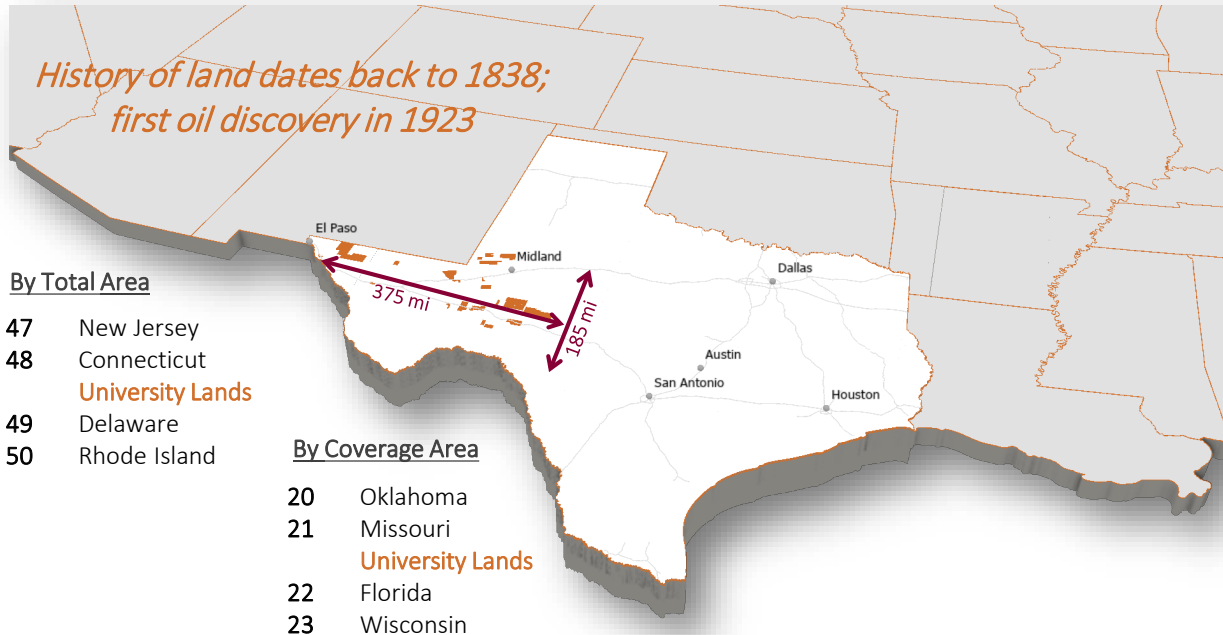 History of land dates back to 1838;
first oil discovery in 1923
El Paso
Midland
Dallas
375 mi
185 mi
Austin
San Antonio
Houston
By Total Area
47 New Jersey
48 Connecticut
University Lands
49 Delaware
50 Rhode Island
By Coverage Area
20 Oklahoma
21 Missouri
University Lands
22 Florida
23 Wisconsin